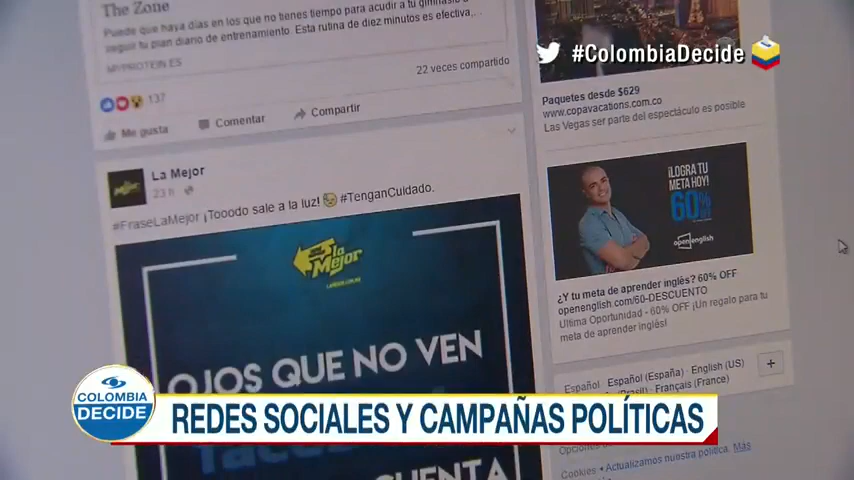 The Zone
Puede que haya días en los que no tienes tiempo para acudir a tu gimnasio o
seguir tu plan diario de entrenamiento. Esta rutina de diez minutos es efectiva,...
MYPROTEIN.ES
137
22 veces compartido
Me gusta
Comentar
Compartir
La Mejor
23 h
#FraseLaMejor ¡Tooodo sale a la luz! #TenganCuidado.
la Mejor
OJOS QUE NO VEN
CUENTA
#ColombiaDecide
Paquetes desde $629
www.copavacations.com.co
Las Vegas ser parte del espectáculo es posible
¡LOGRA TU
META HOY!
60%
openenglish
¿Y tu meta de aprender inglés? 60% OFF
openenglish.com/60-DESCUENTO
Ultima Oportunidad - 60% OFF ¡Un regalo para tu
meta de aprender inglés!
Español Español (España) · English (US)
(Brasil) · Français (France)
+
Cookies · Actualizamos nuestra política. Más
COLOMBIA
DECIDE
REDES SOCIALES Y CAMPAÑAS POLÍTICAS